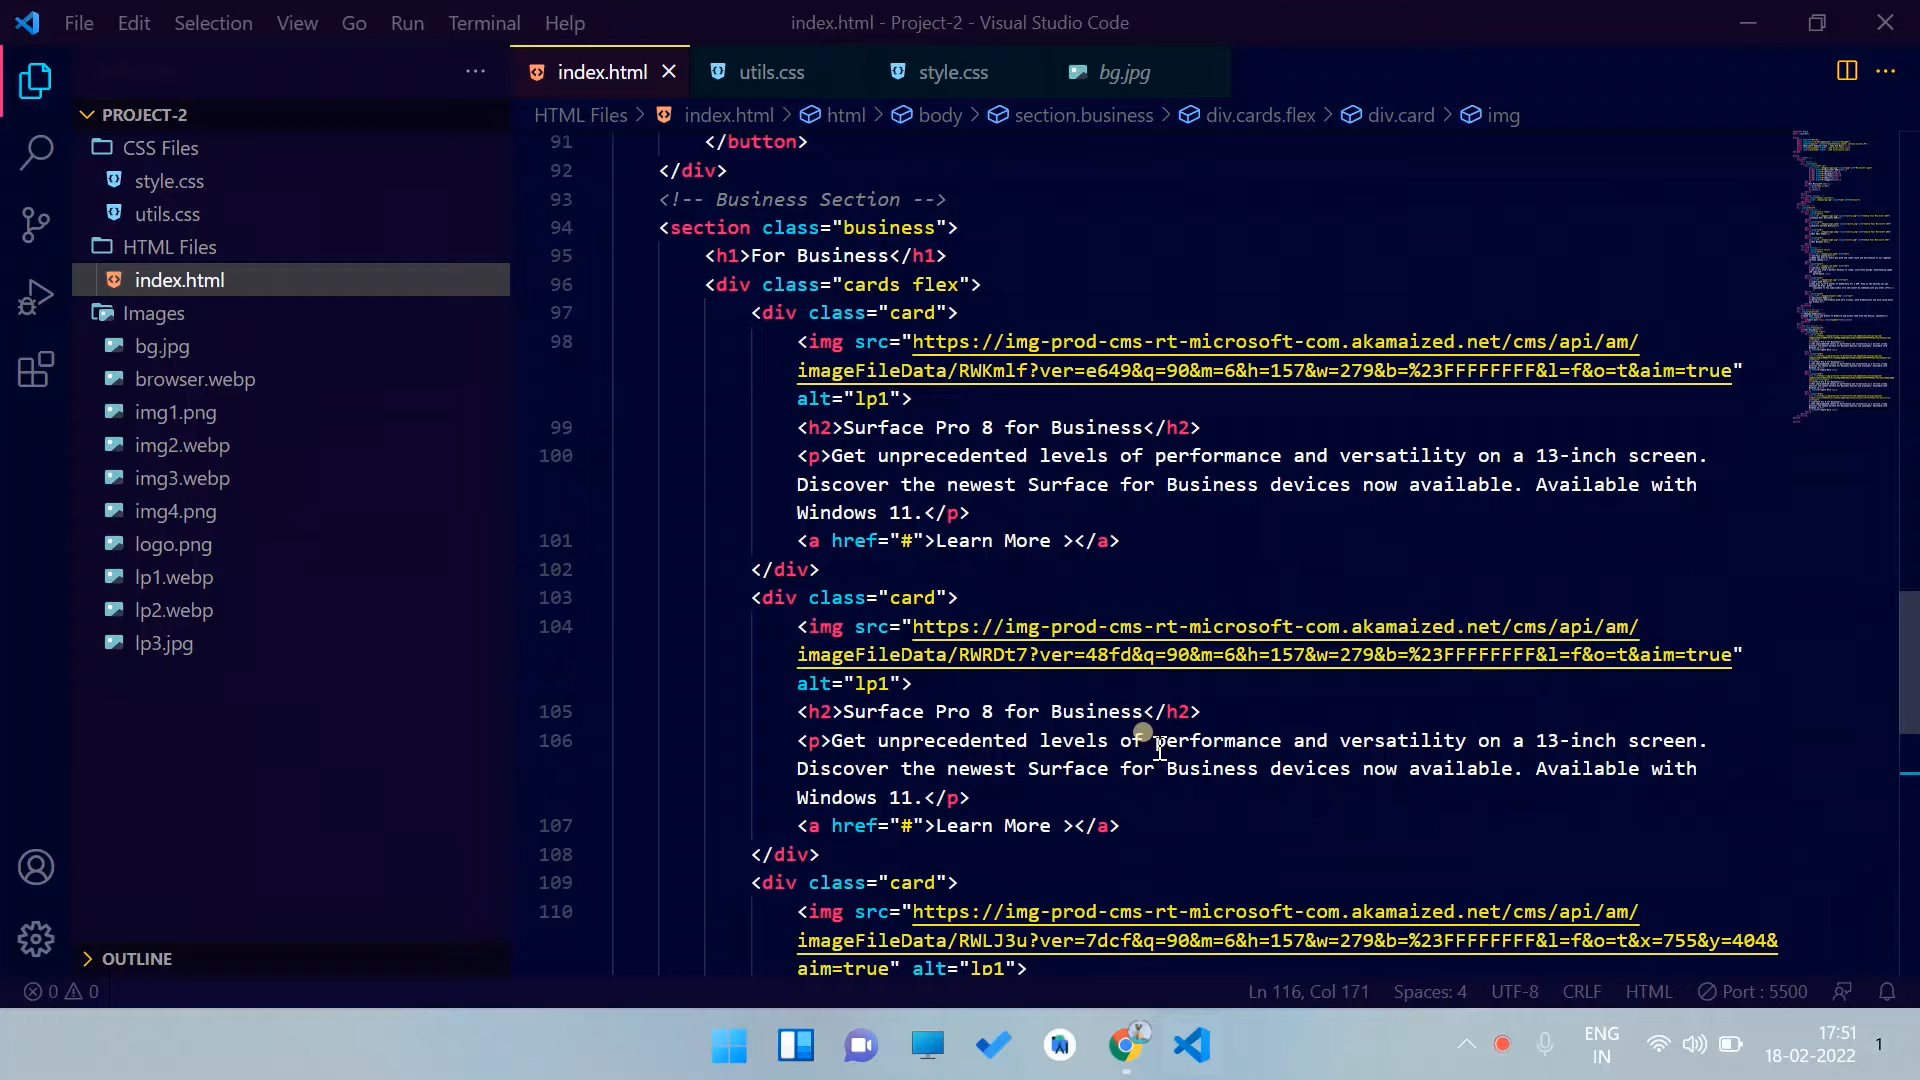 File Edit Selection View Go Run Terminal Help
index.html - Project-2 - Visual Studio Code
index.html utils.css style.css bg.jpg
HTML Files > index.html > html > body > section.business > div.cards.flex > div.card > img
PROJECT-2
CSS Files
style.css
utils.css
HTML Files
index.html
Images
bg.jpg
browser.webp
img1.png
img2.webp
img3.webp
img4.png
logo.png
lp1.webp
lp2.webp
lp3.jpg
OUTLINE
91 </button>
92 </div>
93 <!-- Business Section -->
94 <section class="business">
95 <h1>For Business</h1>
96 <div class="cards flex">
97 <div class="card">
98 <img src="https://img-prod-cms-rt-microsoft-com.akamaized.net/cms/api/am/
imageFileData/RWKmlf?ver=e649&q=90&m=6&h=157&w=279&b=%23FFFFFFFF&l=f&o=t&aim=true"
alt="lp1">
99 <h2>Surface Pro 8 for Business</h2>
100 <p>Get unprecedented levels of performance and versatility on a 13-inch screen.
Discover the newest Surface for Business devices now available. Available with
Windows 11.</p>
101 <a href="#">Learn More ></a>
102 </div>
103 <div class="card">
104 <img src="https://img-prod-cms-rt-microsoft-com.akamaized.net/cms/api/am/
imageFileData/RWRDt7?ver=48fd&q=90&m=6&h=157&w=279&b=%23FFFFFFFF&l=f&o=t&aim=true"
alt="lp1">
105 <h2>Surface Pro 8 for Business</h2>
106 <p>Get unprecedented levels of performance and versatility on a 13-inch screen.
Discover the newest Surface for Business devices now available. Available with
Windows 11.</p>
107 <a href="#">Learn More ></a>
108 </div>
109 <div class="card">
110 <img src="https://img-prod-cms-rt-microsoft-com.akamaized.net/cms/api/am/
imageFileData/RWLJ3u?ver=7dcf&q=90&m=6&h=157&w=279&b=%23FFFFFFFF&l=f&o=t&x=755&y=404&
aim=true" alt="lp1">
0 0 Ln 116, Col 171 Spaces: 4 UTF-8 CRLF HTML Port : 5500
ENG
IN
17:51
18-02-2022
1